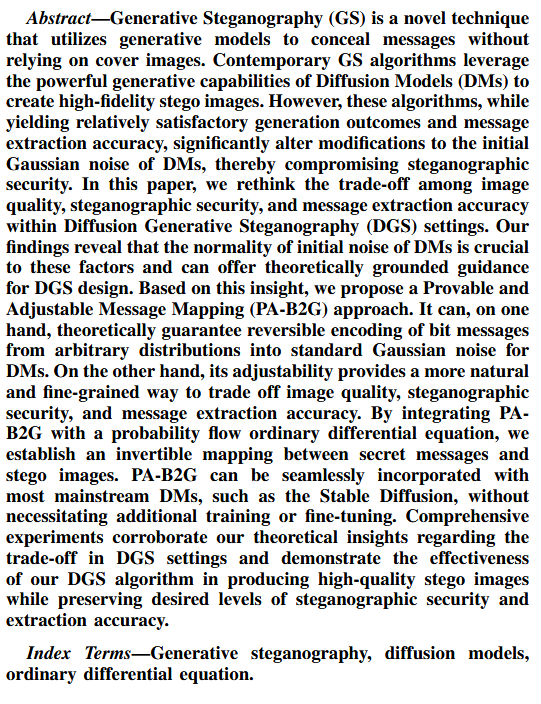 Abstract—Generative Steganography (GS) is a novel technique
that utilizes generative models to conceal messages without
relying on cover images. Contemporary GS algorithms leverage
the powerful generative capabilities of Diffusion Models (DMs) to
create high-fidelity stego images. However, these algorithms, while
yielding relatively satisfactory generation outcomes and message
extraction accuracy, significantly alter modifications to the initial
Gaussian noise of DMs, thereby compromising steganographic
security. In this paper, we rethink the trade-off among image
quality, steganographic security, and message extraction accuracy
within Diffusion Generative Steganography (DGS) settings. Our
findings reveal that the normality of initial noise of DMs is crucial
to these factors and can offer theoretically grounded guidance
for DGS design. Based on this insight, we propose a Provable and
Adjustable Message Mapping (PA-B2G) approach. It can, on one
hand, theoretically guarantee reversible encoding of bit messages
from arbitrary distributions into standard Gaussian noise for
DMs. On the other hand, its adjustability provides a more natural
and fine-grained way to trade off image quality, steganographic
security, and message extraction accuracy. By integrating PA-
B2G with a probability flow ordinary differential equation, we
establish an invertible mapping between secret messages and
stego images. PA-B2G can be seamlessly incorporated with
most mainstream DMs, such as the Stable Diffusion, without
necessitating additional training or fine-tuning. Comprehensive
experiments corroborate our theoretical insights regarding the
trade-off in DGS settings and demonstrate the effectiveness
of our DGS algorithm in producing high-quality stego images
while preserving desired levels of steganographic security and
extraction accuracy.
Index Terms—Generative steganography, diffusion models,
ordinary differential equation.